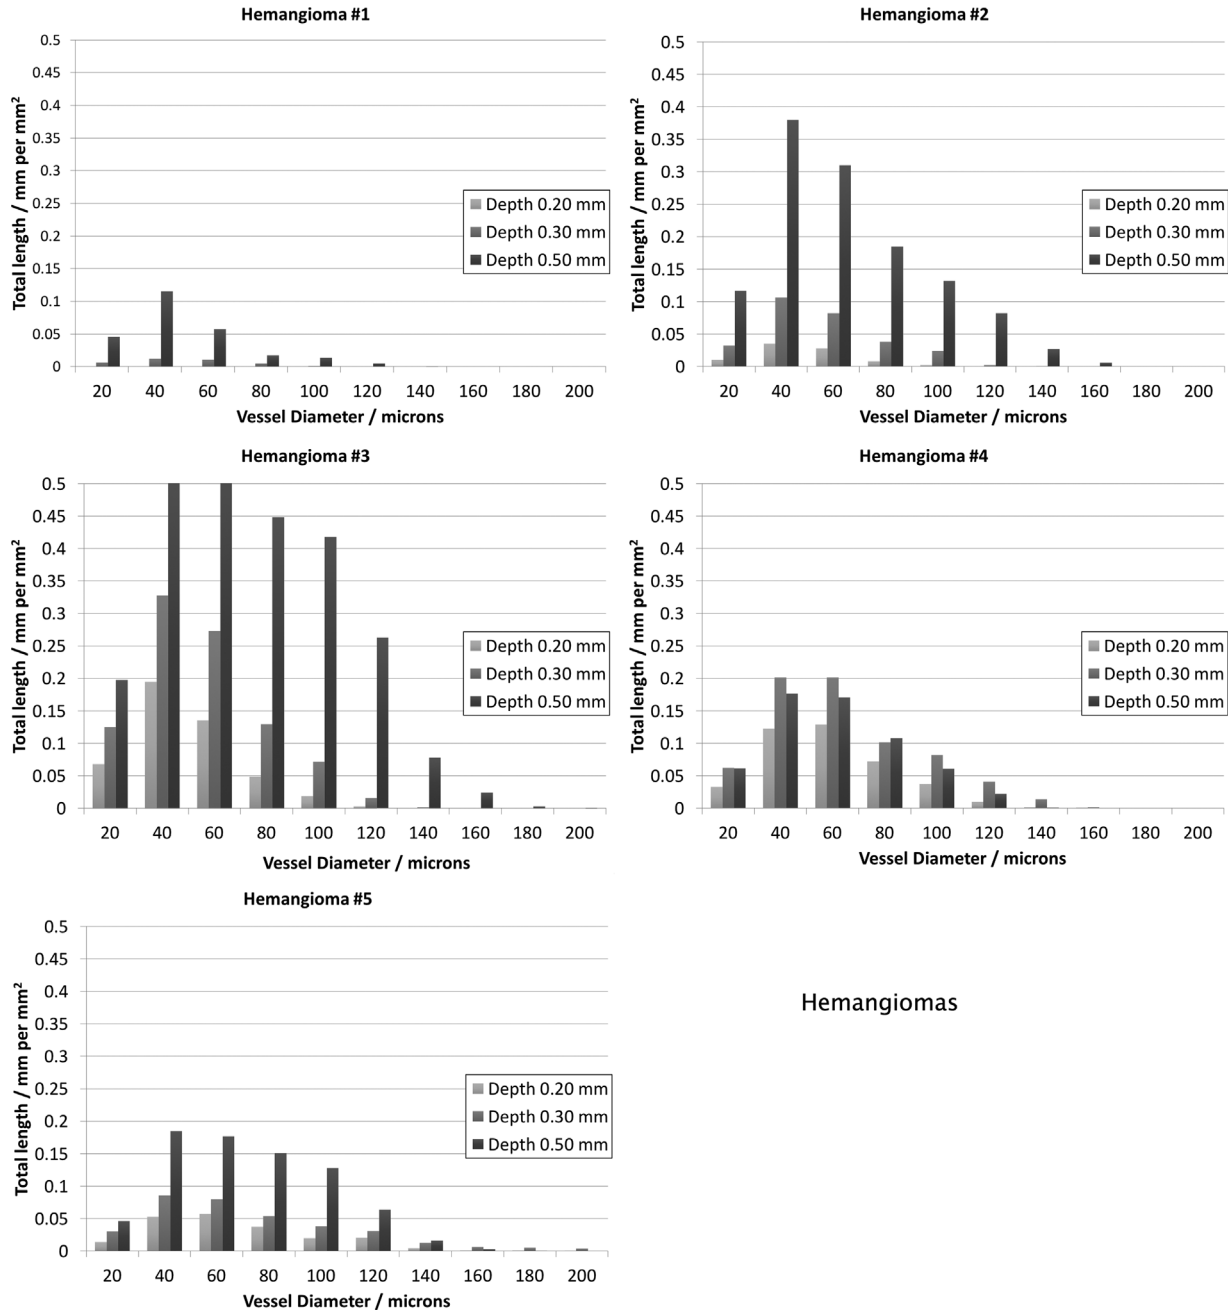 Hemangioma #1
0.5
0.45
0.4
0.35
0.3
0.25
0.2
0.15
0.1
0.05
0
Total length / mm per mm²
Depth 0.20 mm
Depth 0.30 mm
Depth 0.50 mm
20 40 60 80 100 120 140 160 180 200
Vessel Diameter / microns
Hemangioma #2
0.5
0.45
0.4
0.35
0.3
0.25
0.2
0.15
0.1
0.05
0
Total length / mm per mm²
Depth 0.20 mm
Depth 0.30 mm
Depth 0.50 mm
20 40 60 80 100 120 140 160 180 200
Vessel Diameter / microns
Hemangioma #3
0.5
0.45
0.4
0.35
0.3
0.25
0.2
0.15
0.1
0.05
0
Total length / mm per mm²
Depth 0.20 mm
Depth 0.30 mm
Depth 0.50 mm
20 40 60 80 100 120 140 160 180 200
Vessel Diameter / microns
Hemangioma #4
0.5
0.45
0.4
0.35
0.3
0.25
0.2
0.15
0.1
0.05
0
Total length / mm per mm²
Depth 0.20 mm
Depth 0.30 mm
Depth 0.50 mm
20 40 60 80 100 120 140 160 180 200
Vessel Diameter / microns
Hemangioma #5
0.5
0.45
0.4
0.35
0.3
0.25
0.2
0.15
0.1
0.05
0
Total length / mm per mm²
Depth 0.20 mm
Depth 0.30 mm
Depth 0.50 mm
20 40 60 80 100 120 140 160 180 200
Vessel Diameter / microns
Hemangiomas